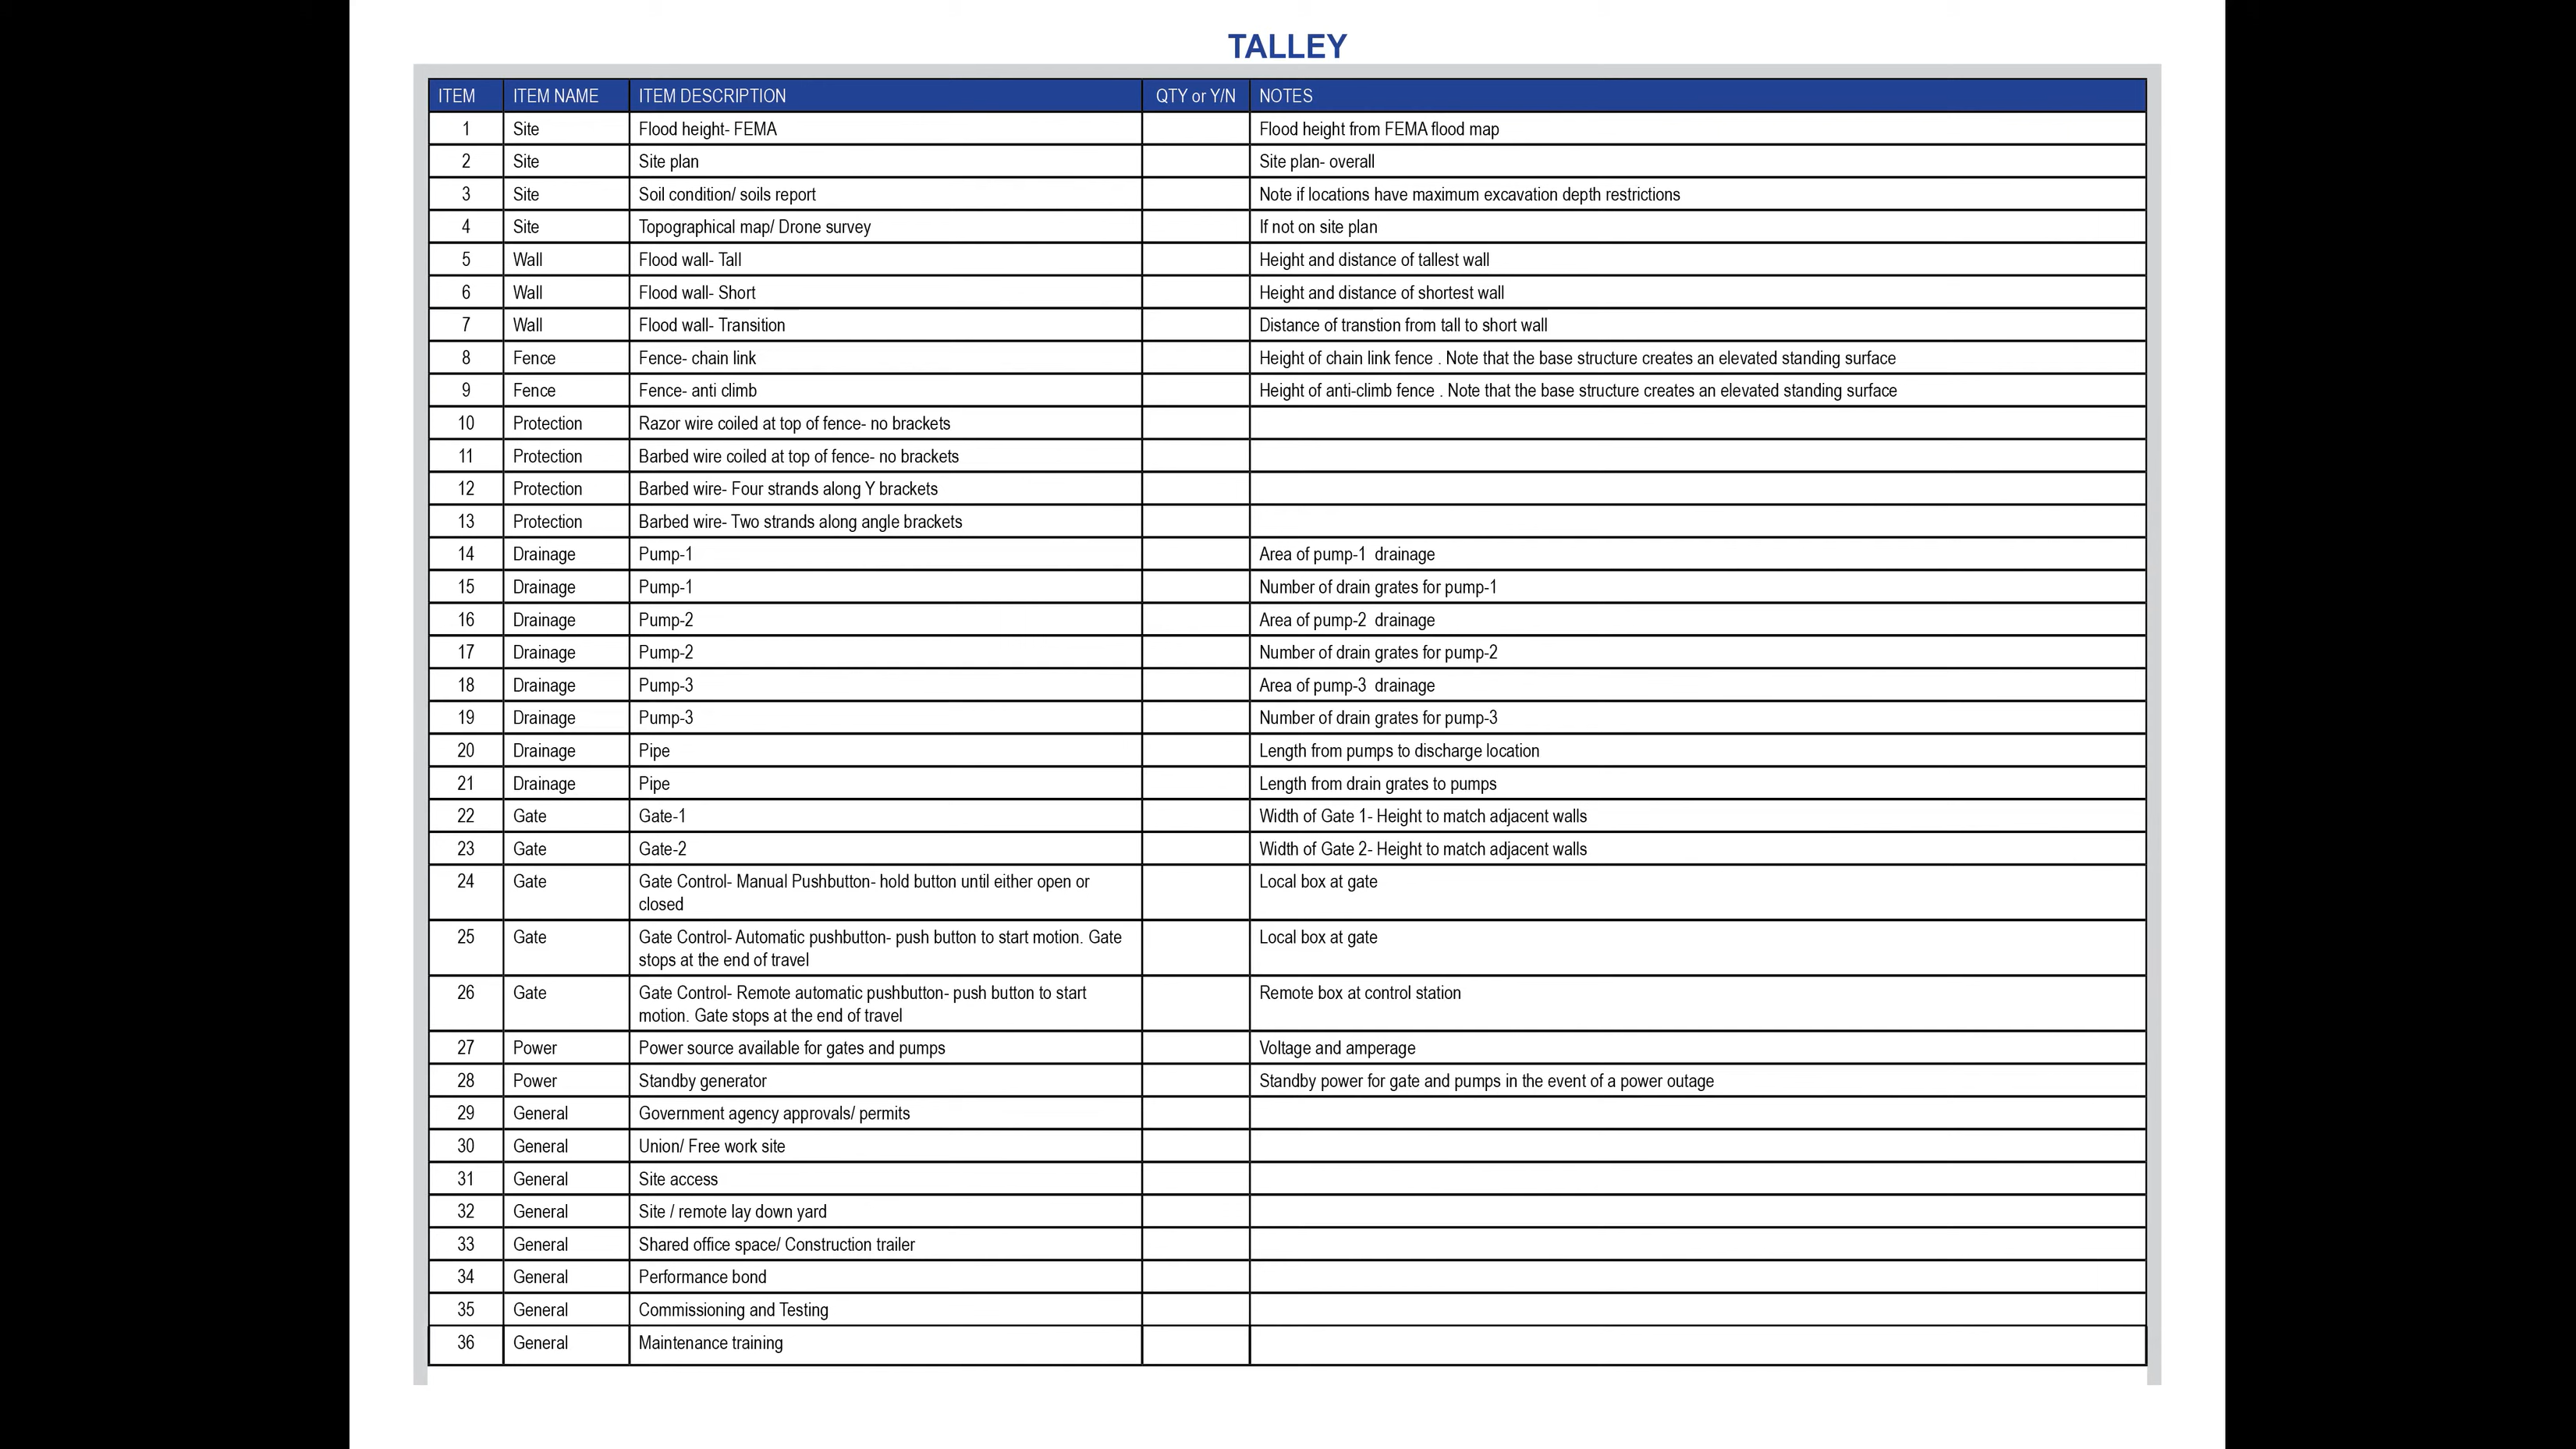 TALLEY
ITEM ITEM NAME ITEM DESCRIPTION QTY or Y/N NOTES
1 Site Flood height- FEMA Flood height from FEMA flood map
2 Site Site plan Site plan- overall
3 Site Soil condition/ soils report Note if locations have maximum excavation depth restrictions
4 Site Topographical map/ Drone survey If not on site plan
5 Wall Flood wall- Tall Height and distance of tallest wall
6 Wall Flood wall- Short Height and distance of shortest wall
7 Wall Flood wall- Transition Distance of transtion from tall to short wall
8 Fence Fence- chain link Height of chain link fence . Note that the base structure creates an elevated standing surface
9 Fence Fence- anti climb Height of anti-climb fence . Note that the base structure creates an elevated standing surface
10 Protection Razor wire coiled at top of fence- no brackets
11 Protection Barbed wire coiled at top of fence- no brackets
12 Protection Barbed wire- Four strands along Y brackets
13 Protection Barbed wire- Two strands along angle brackets
14 Drainage Pump-1 Area of pump-1 drainage
15 Drainage Pump-1 Number of drain grates for pump-1
16 Drainage Pump-2 Area of pump-2 drainage
17 Drainage Pump-2 Number of drain grates for pump-2
18 Drainage Pump-3 Area of pump-3 drainage
19 Drainage Pump-3 Number of drain grates for pump-3
20 Drainage Pipe Length from pumps to discharge location
21 Drainage Pipe Length from drain grates to pumps
22 Gate Gate-1 Width of Gate 1- Height to match adjacent walls
23 Gate Gate-2 Width of Gate 2- Height to match adjacent walls
24 Gate Gate Control- Manual Pushbutton- hold button until either open or Local box at gate
closed
25 Gate Gate Control- Automatic pushbutton- push button to start motion. Gate Local box at gate
stops at the end of travel
26 Gate Gate Control- Remote automatic pushbutton- push button to start Remote box at control station
motion. Gate stops at the end of travel
27 Power Power source available for gates and pumps Voltage and amperage
28 Power Standby generator Standby power for gate and pumps in the event of a power outage
29 General Government agency approvals/ permits
30 General Union/ Free work site
31 General Site access
32 General Site / remote lay down yard
33 General Shared office space/ Construction trailer
34 General Performance bond
35 General Commissioning and Testing
36 General Maintenance training